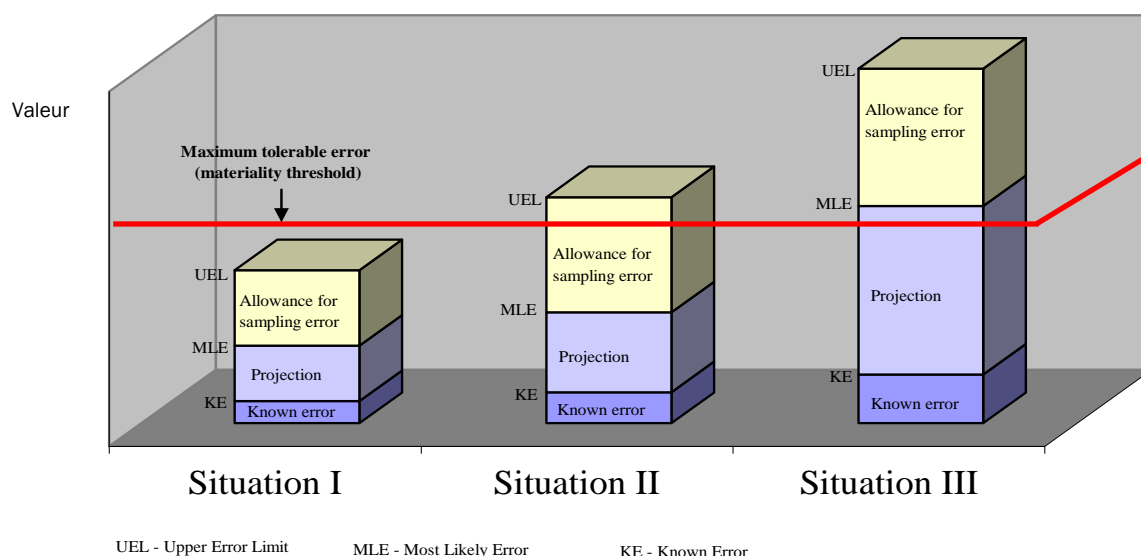 Valeur
Maximum tolerable error
(materiality threshold)
UEL
Allowance for
sampling error
MLE
Projection
KE
Known error
UEL
Allowance for
sampling error
MLE
Projection
KE
Known error
UEL
Allowance for
sampling error
MLE
Projection
KE
Known error
Situation I
Situation II
Situation III
UEL - Upper Error Limit
MLE - Most Likely Error
KE - Known Error